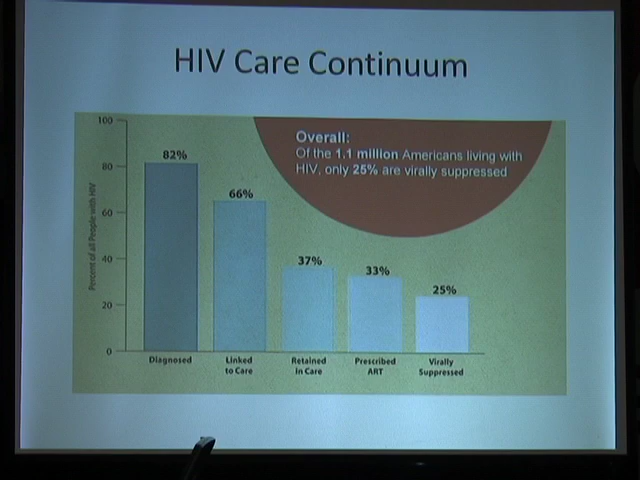 HIV Care Continuum
Overall:
Of the 1.1 million Americans living with
HIV, only 25% are virally suppressed
Percent of all People with HIV
100
80
60
40
20
0
82%
66%
37%
33%
25%
Diagnosed
Linked
to Care
Retained
in Care
Prescribed
ART
Virally
Suppressed